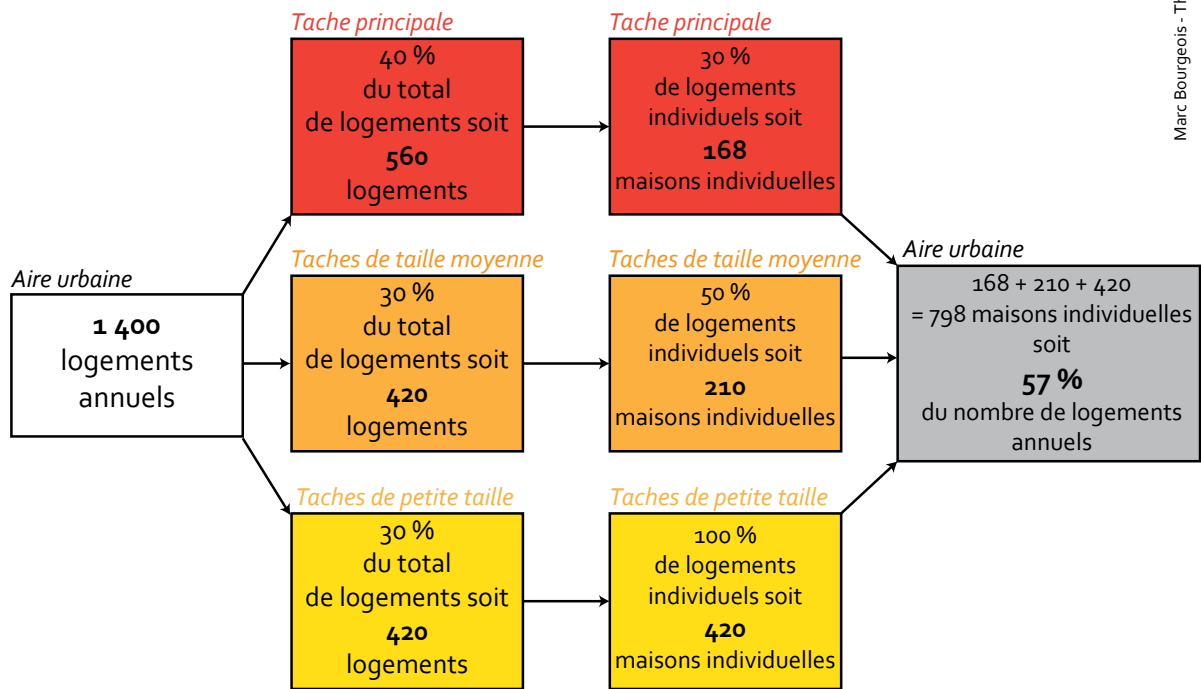 Aire urbaine
1 400
logements
annuels
Tache principale
40 %
du total
de logements soit
560
logements
Tache principale
30 %
de logements
individuels soit
168
maisons individuelles
Taches de taille moyenne
30 %
du total
de logements soit
420
logements
Taches de taille moyenne
50 %
de logements
individuels soit
210
maisons individuelles
Taches de petite taille
30 %
du total
de logements soit
420
logements
Taches de petite taille
100 %
de logements
individuels soit
420
maisons individuelles
Aire urbaine
168 + 210 + 420
= 798 maisons individuelles
soit
57 %
du nombre de logements
annuels
Marc Bourgeois -